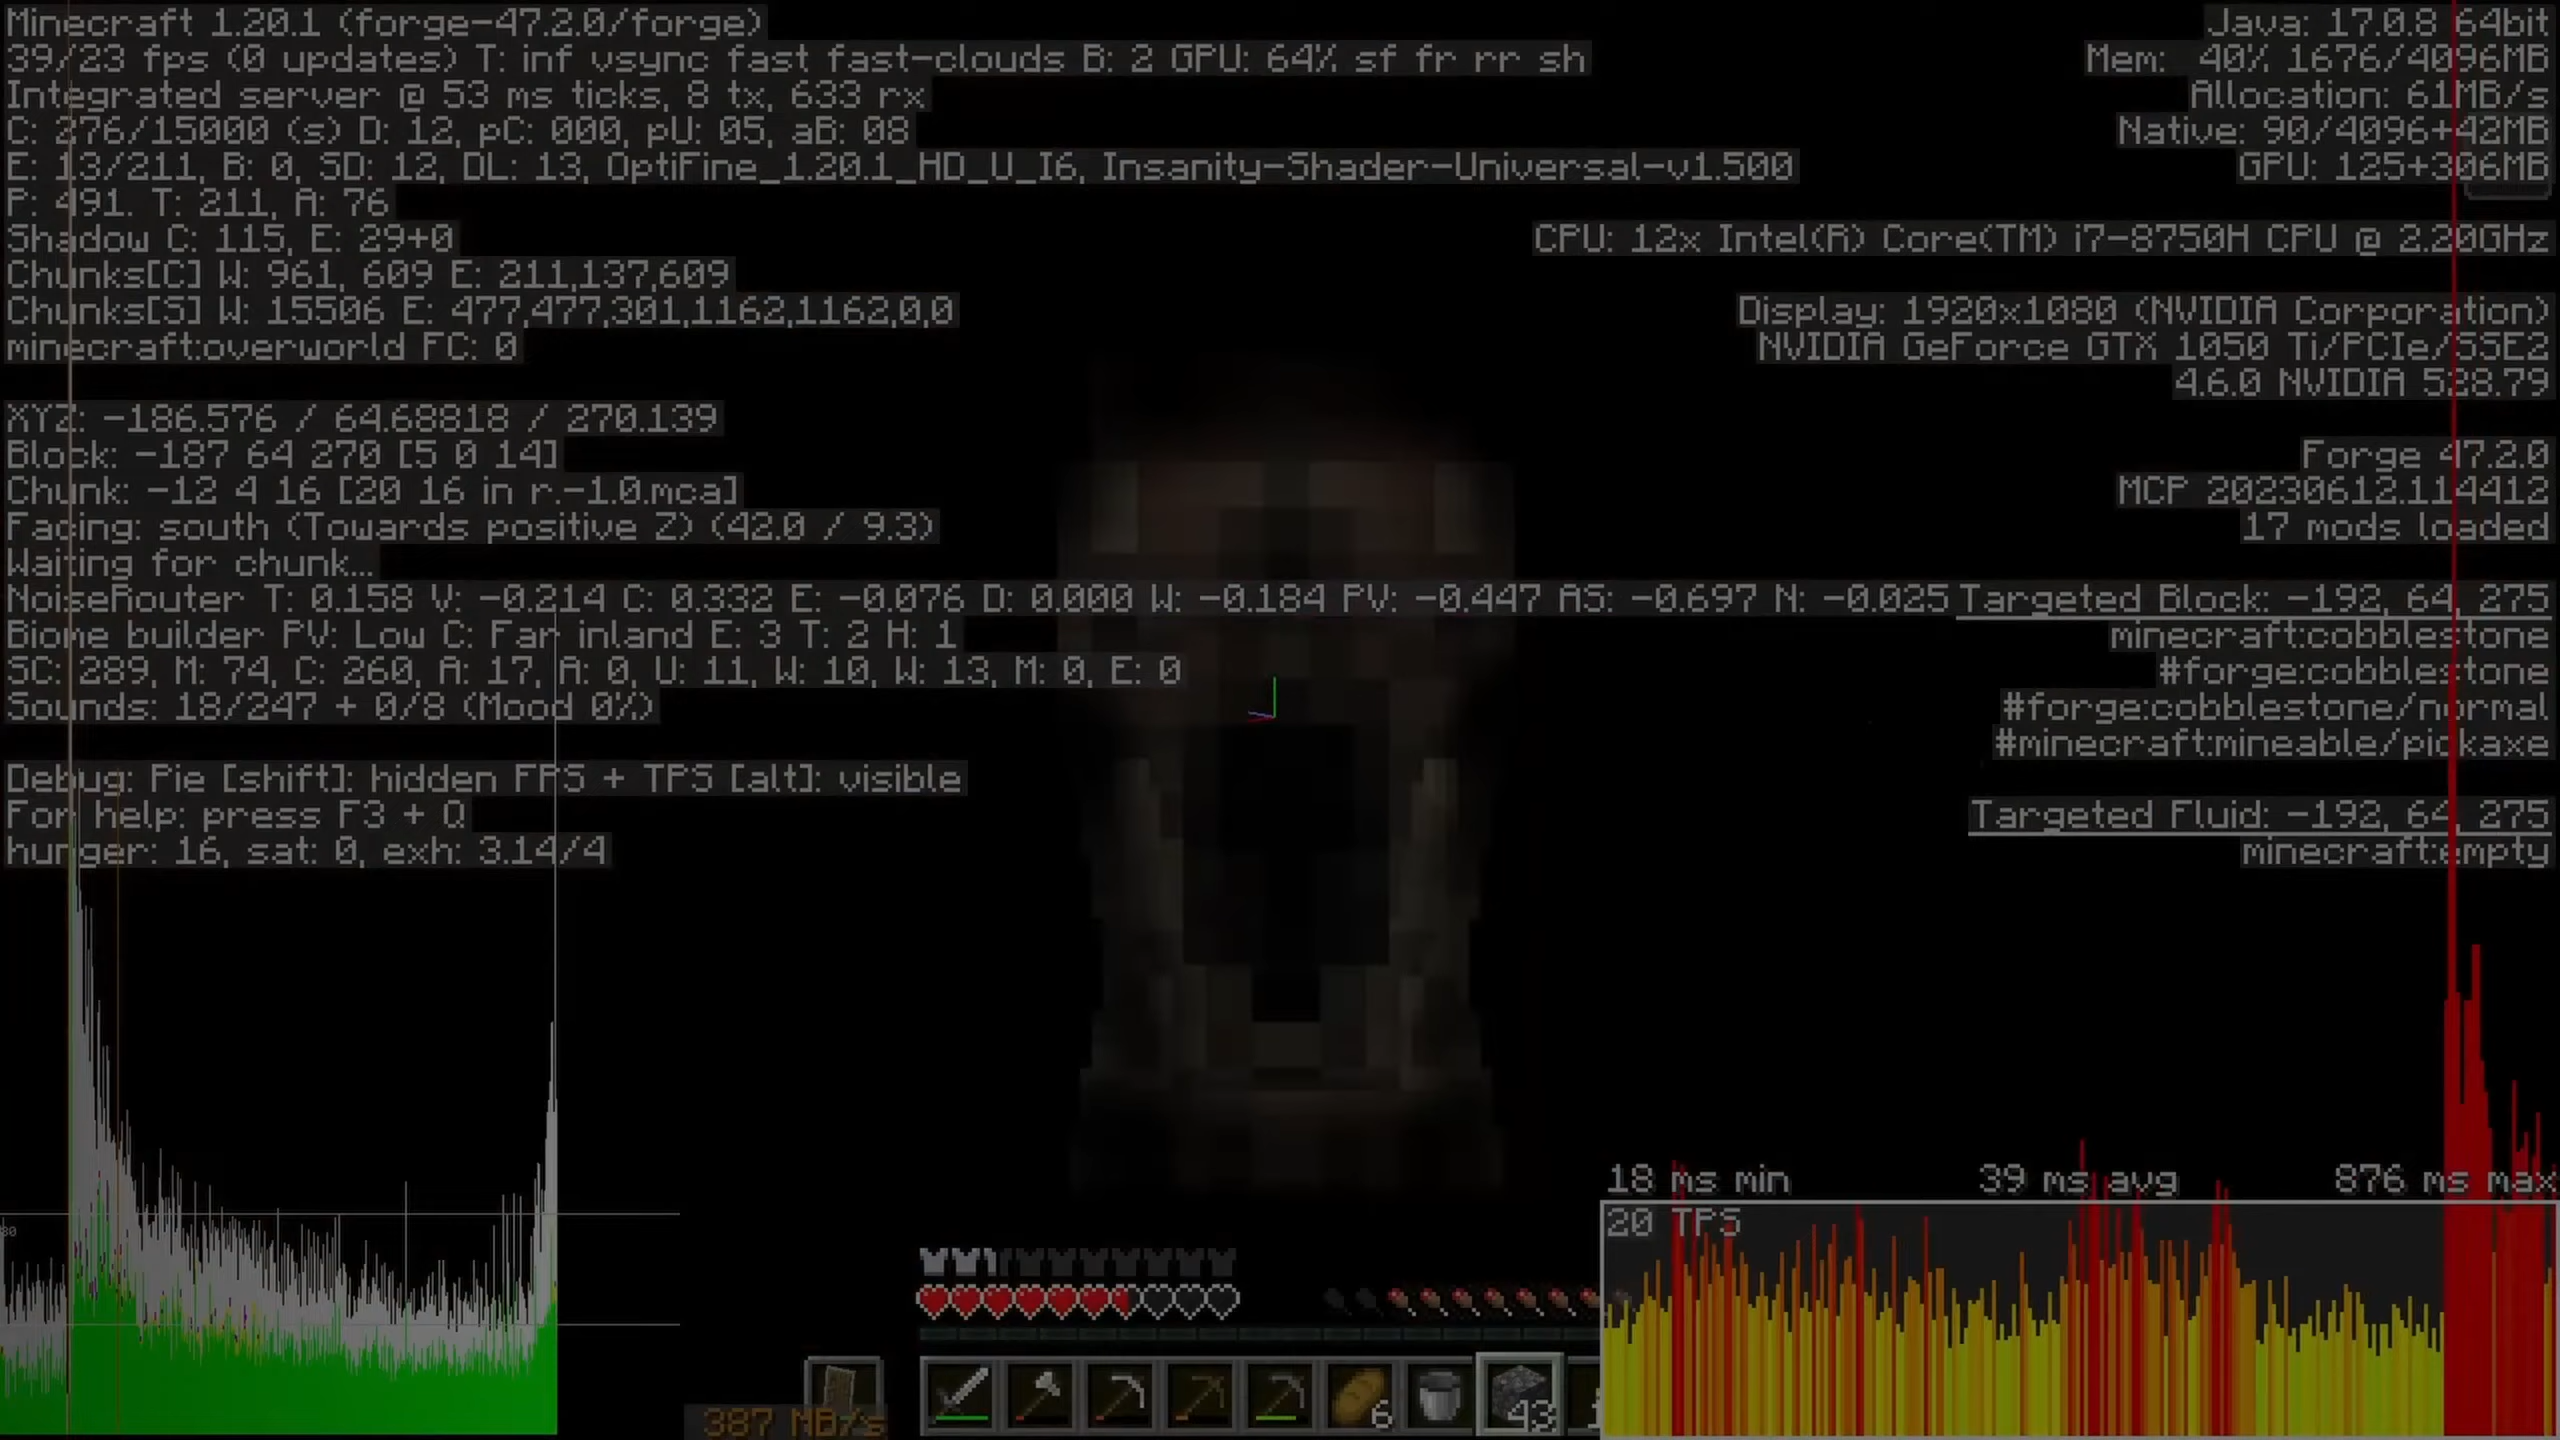 Minecraft 1.20.1 (forge-47.2.0/forge)
39/23 fps (0 updates) T: inf vsync fast fast-clouds B: 2 GPU: 64% sf fr rr sh
Integrated server @ 53 ms ticks, 8 tx, 633 rx
C: 276/15000 (s) D: 12, pC: 000, pU: 05, aB: 08
E: 13/211, B: 0, SD: 12, DL: 13, OptiFine_1.20.1_HD_U_I6, Insanity-Shader-Universal-v1.500
P: 491. T: 211, A: 76
Shadow C: 115, E: 29+0
Chunks[C] W: 961, 609 E: 211,137,609
Chunks[S] W: 15506 E: 477,477,301,1162,1162,0,0
minecraft:overworld FC: 0
XYZ: -186.576 / 64.68818 / 270.139
Block: -187 64 270 [5 0 14]
Chunk: -12 4 16 [20 16 in r.-1.0.mca]
Facing: south (Towards positive Z) (42.0 / 9.3)
Waiting for chunk...
NoiseRouter T: 0.158 V: -0.214 C: 0.332 E: -0.076 D: 0.000 W: -0.184 PV: -0.447 AS: -0.697 N: -0.025
Biome builder PV: Low C: Far inland E: 3 T: 2 H: 1
SC: 289, M: 74, C: 260, A: 17, A: 0, U: 11, W: 10, W: 13, M: 0, E: 0
Sounds: 18/247 + 0/8 (Mood 0%)
Debug: Pie [shift]: hidden FPS + TPS [alt]: visible
For help: press F3 + Q
hunger: 16, sat: 0, exh: 3.14/4
Java: 17.0.8 64bit
Mem: 40% 1676/4096MB
Allocation: 61MB/s
Native: 90/4096+42MB
GPU: 125+306MB
CPU: 12x Intel(R) Core(TM) i7-8750H CPU @ 2.20GHz
Display: 1920x1080 (NVIDIA Corporation)
NVIDIA GeForce GTX 1050 Ti/PCIe/SSE2
4.6.0 NVIDIA 528.79
Forge 47.2.0
MCP 20230612.114412
17 mods loaded
Targeted Block: -192, 64, 275
minecraft:cobblestone
#forge:cobblestone
#forge:cobblestone/normal
#minecraft:mineable/pickaxe
Targeted Fluid: -192, 64, 275
minecraft:empty
18 ms min 39 ms avg 876 ms max
20 TPS
387 MB/s
6
43